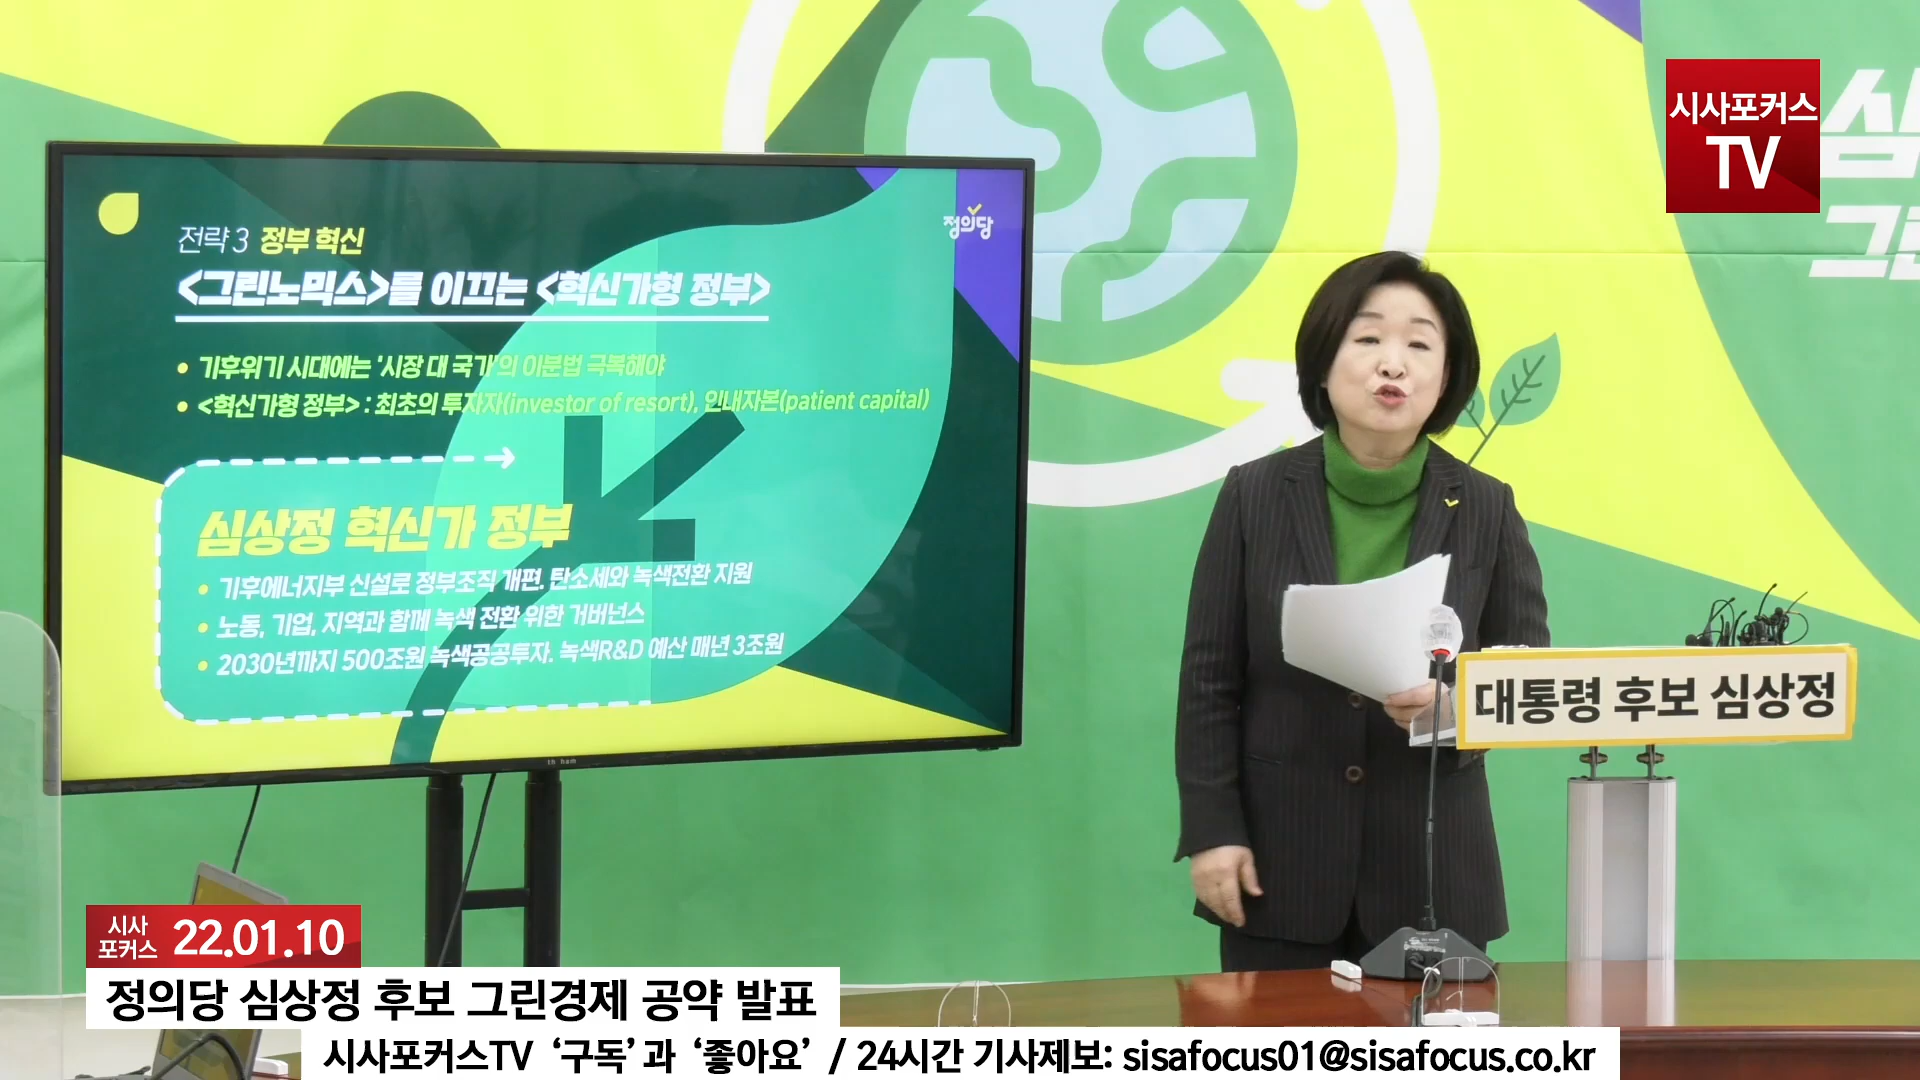 시사포커스
TV
심
그린
정의당
전략 3 정부 혁신
<그린노믹스>를 이끄는 <혁신가형 정부>
• 기후위기 시대에는 '시장 대 국가'의 이분법 극복해야
• <혁신가형 정부> : 최초의 투자자(investor of resort), 인내자본(patient capital)
심상정 혁신가 정부
• 기후에너지부 신설로 정부조직 개편. 탄소세와 녹색전환 지원
• 노동, 기업, 지역과 함께 녹색 전환 위한 거버넌스
• 2030년까지 500조원 녹색공공투자. 녹색R&D 예산 매년 3조원
대통령 후보 심상정
시사
포커스 22.01.10
정의당 심상정 후보 그린경제 공약 발표
시사포커스TV ‘구독’과 ‘좋아요’ / 24시간 기사제보: sisafocus01@sisafocus.co.kr